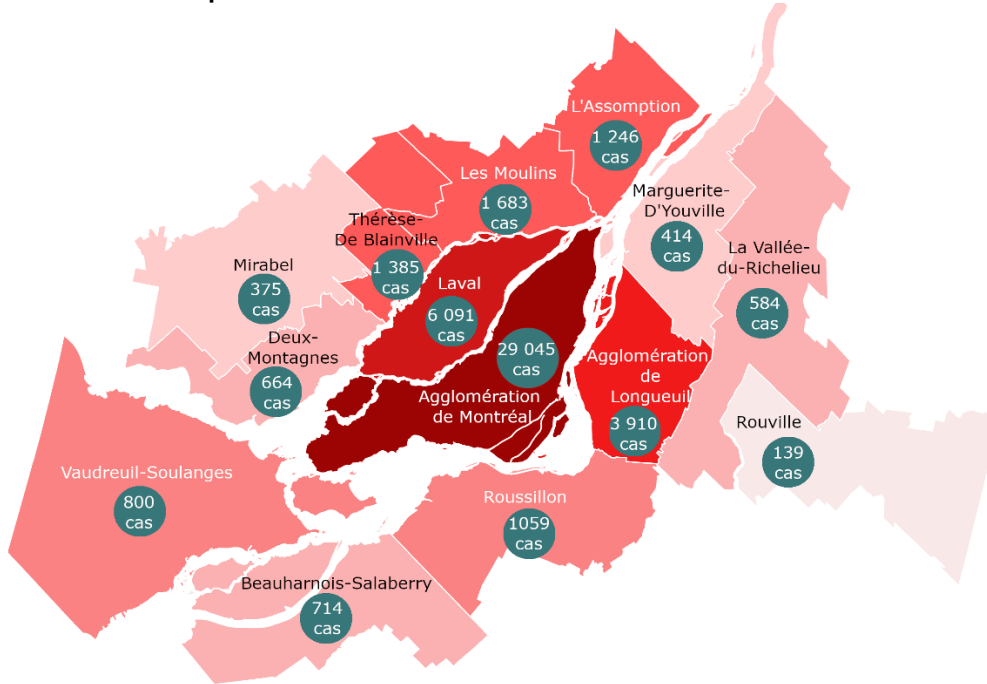 L'Assomption
1 246
cas
Les Moulins
1 683
cas
Marguerite-
D'Youville
414
cas
Thérèse-
De Blainville
1 385
cas
La Vallée-
du-Richelieu
584
cas
Mirabel
375
cas
Laval
6 091
cas
Deux-
Montagnes
664
cas
29 045
cas
Agglomération
de Montréal
Agglomération
de
Longueuil
3 910
cas
Rouville
139
cas
Vaudreuil-Soulanges
800
cas
Roussillon
1059
cas
Beauharnois-Salaberry
714
cas